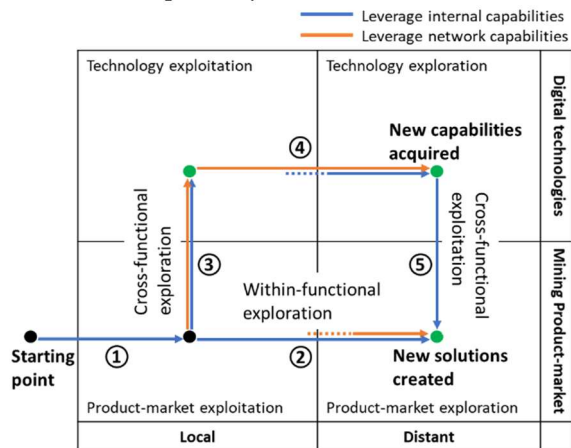 Leverage internal capabilities
Leverage network capabilities
Technology exploitation
Technology exploration
Digital technologies
④
New capabilities
acquired
Cross-functional
exploration
③
Cross-functional
exploitation
⑤
Within-functional
exploration
Mining Product-market
Starting
point
①
②
New solutions
created
Product-market exploitation
Product-market exploration
Local
Distant